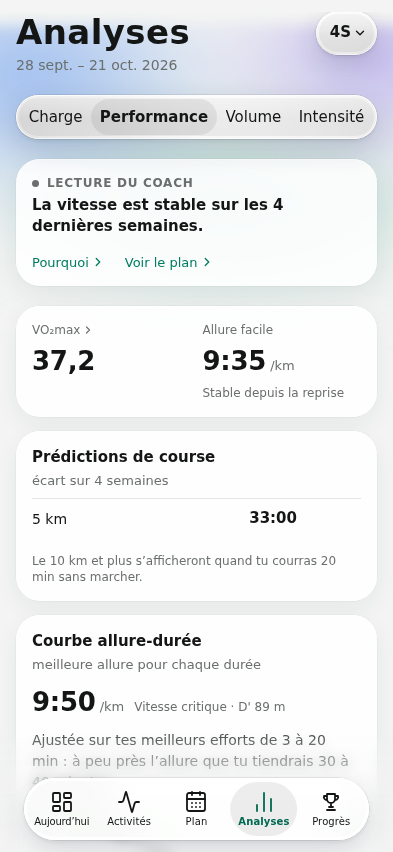 Analyses
4S
28 sept. – 21 oct. 2026
Charge Performance Volume Intensité
LECTURE DU COACH
La vitesse est stable sur les 4
dernières semaines.
Pourquoi Voir le plan
VO₂max Allure facile
37,2 9:35 /km
Stable depuis la reprise
Prédictions de course
écart sur 4 semaines
5 km 33:00
Le 10 km et plus s’afficheront quand tu courras 20
min sans marcher.
Courbe allure-durée
meilleure allure pour chaque durée
9:50 /km Vitesse critique · D' 89 m
Ajustée sur tes meilleurs efforts de 3 à 20
min : à peu près l’allure que tu tiendrais 30 à
Aujourd’hui Activités Plan Analyses Progrès